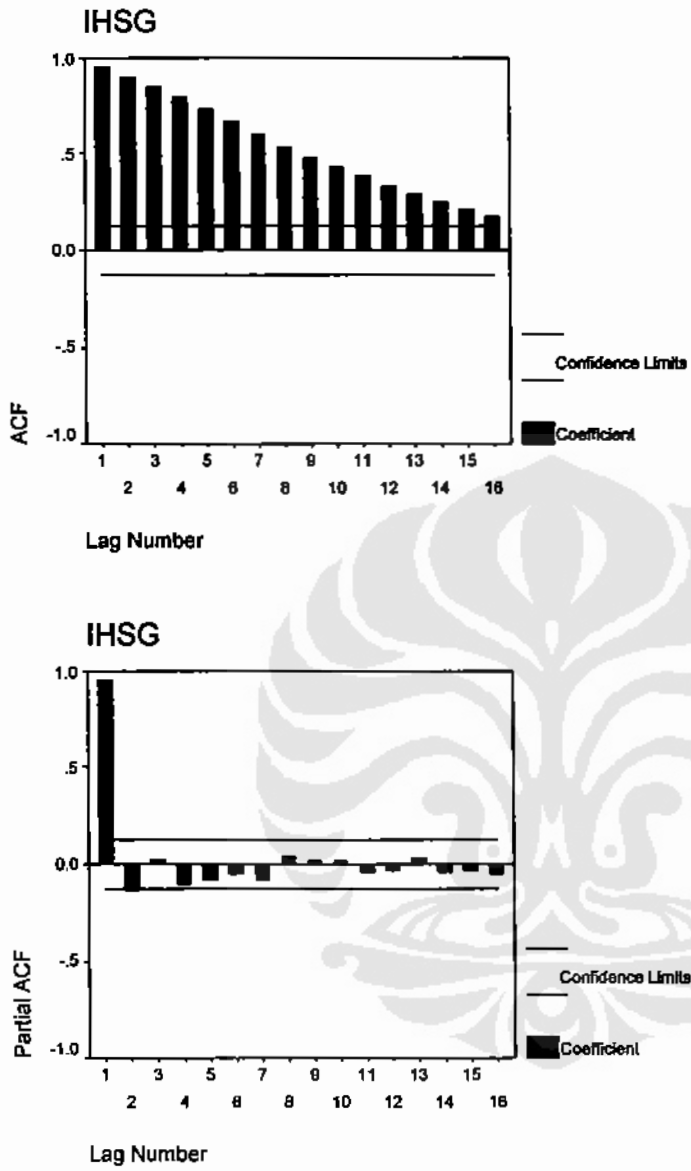 IHSG
1.0
.5
0.0
-.5
-1.0
ACF
1 3 5 7 9 11 13 15
2 4 6 8 10 12 14 16
Lag Number
Confidence Limits
Coefficient
IHSG
1.0
.5
0.0
-.5
-1.0
Partial ACF
1 3 5 7 9 11 13 15
2 4 6 8 10 12 14 16
Lag Number
Confidence Limits
Coefficient